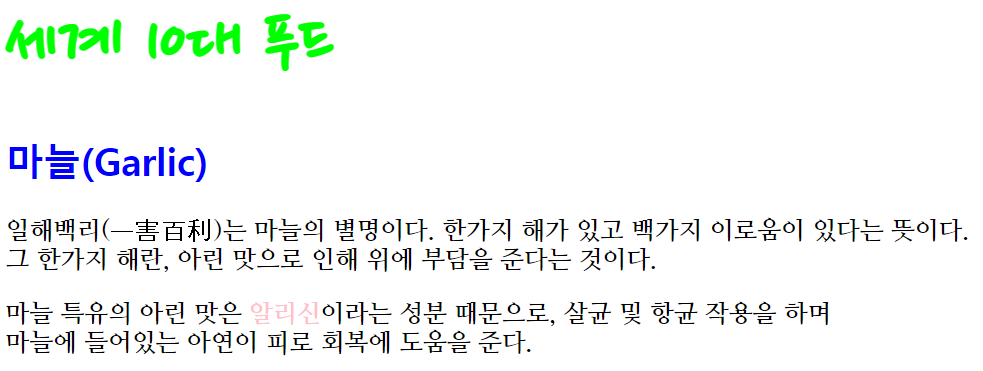 세계 10대 푸드
마늘(Garlic)
일해백리(一害百利)는 마늘의 별명이다. 한가지 해가 있고 백가지 이로움이 있다는 뜻이다.
그 한가지 해란, 아린 맛으로 인해 위에 부담을 준다는 것이다.
마늘 특유의 아린 맛은 알리신이라는 성분 때문으로, 살균 및 항균 작용을 하며
마늘에 들어있는 아연이 피로 회복에 도움을 준다.